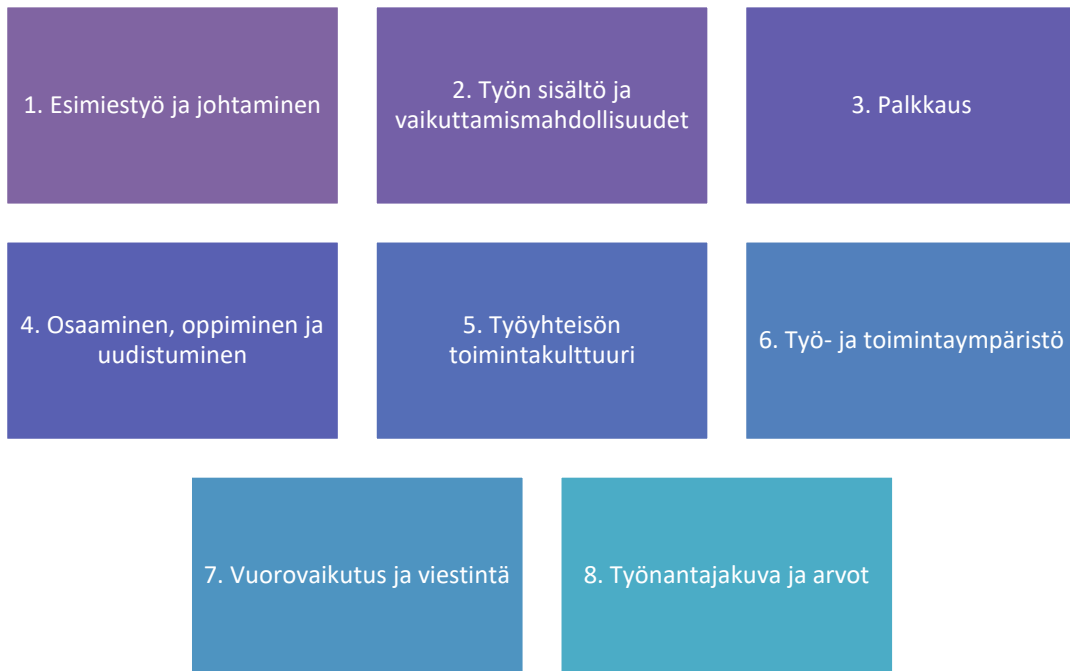 1. Esimiestyö ja johtaminen
2. Työn sisältö ja
vaikuttamismahdollisuudet
3. Palkkaus
4. Osaaminen, oppiminen ja
uudistuminen
5. Työyhteisön
toimintakulttuuri
6. Työ- ja toimintaympäristö
7. Vuorovaikutus ja viestintä
8. Työnantajakuva ja arvot